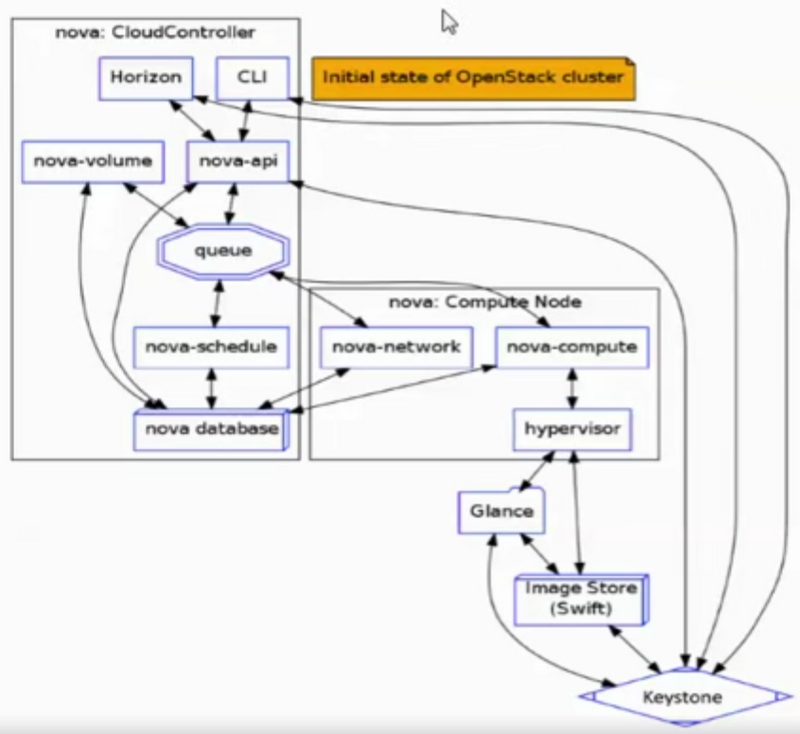 nova: CloudController
Horizon
CLI
Initial state of OpenStack cluster
nova-volume
nova-api
queue
nova: Compute Node
nova-schedule
nova-network
nova-compute
nova database
hypervisor
Glance
Image Store
(Swift)
Keystone